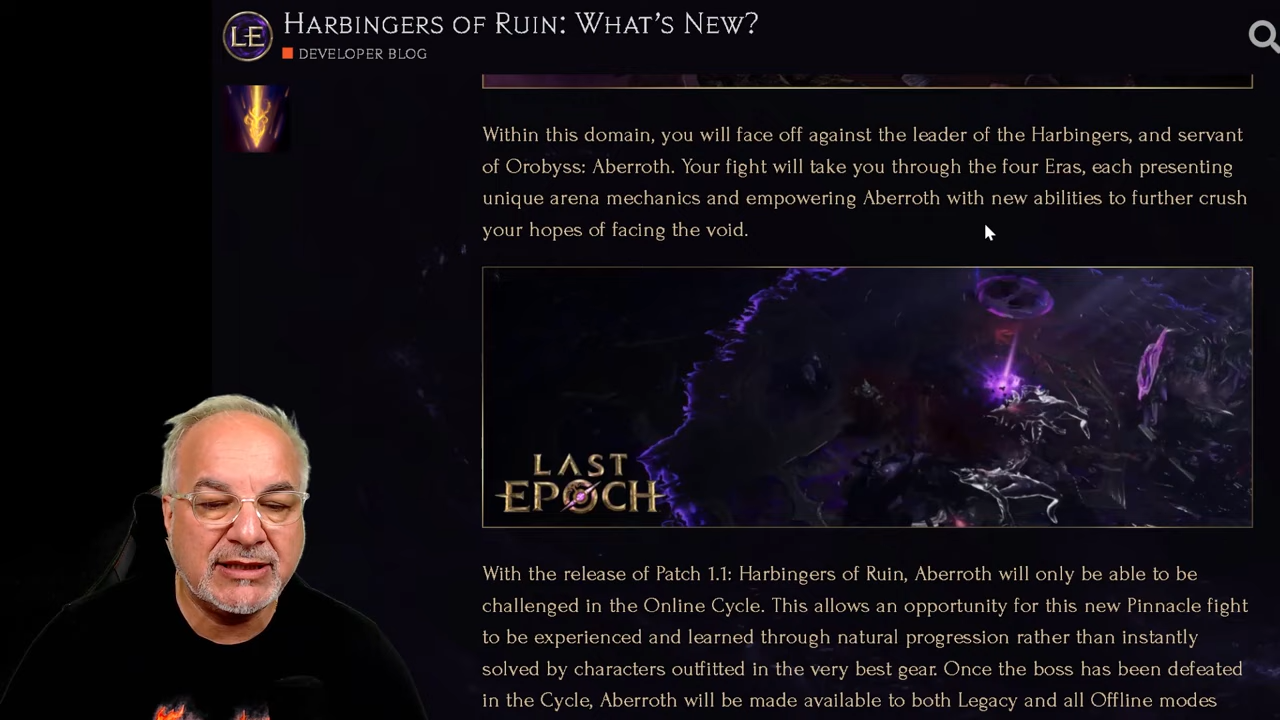 LE
HARBINGERS OF RUIN: WHAT'S NEW?
DEVELOPER BLOG
Within this domain, you will face off against the leader of the Harbingers, and servant
of Orobyss: Aberroth. Your fight will take you through the four Eras, each presenting
unique arena mechanics and empowering Aberroth with new abilities to further crush
your hopes of facing the void.
LAST
EPOCH
With the release of Patch 1.1: Harbingers of Ruin, Aberroth will only be able to be
challenged in the Online Cycle. This allows an opportunity for this new Pinnacle fight
to be experienced and learned through natural progression rather than instantly
solved by characters outfitted in the very best gear. Once the boss has been defeated
in the Cycle, Aberroth will be made available to both Legacy and all Offline modes